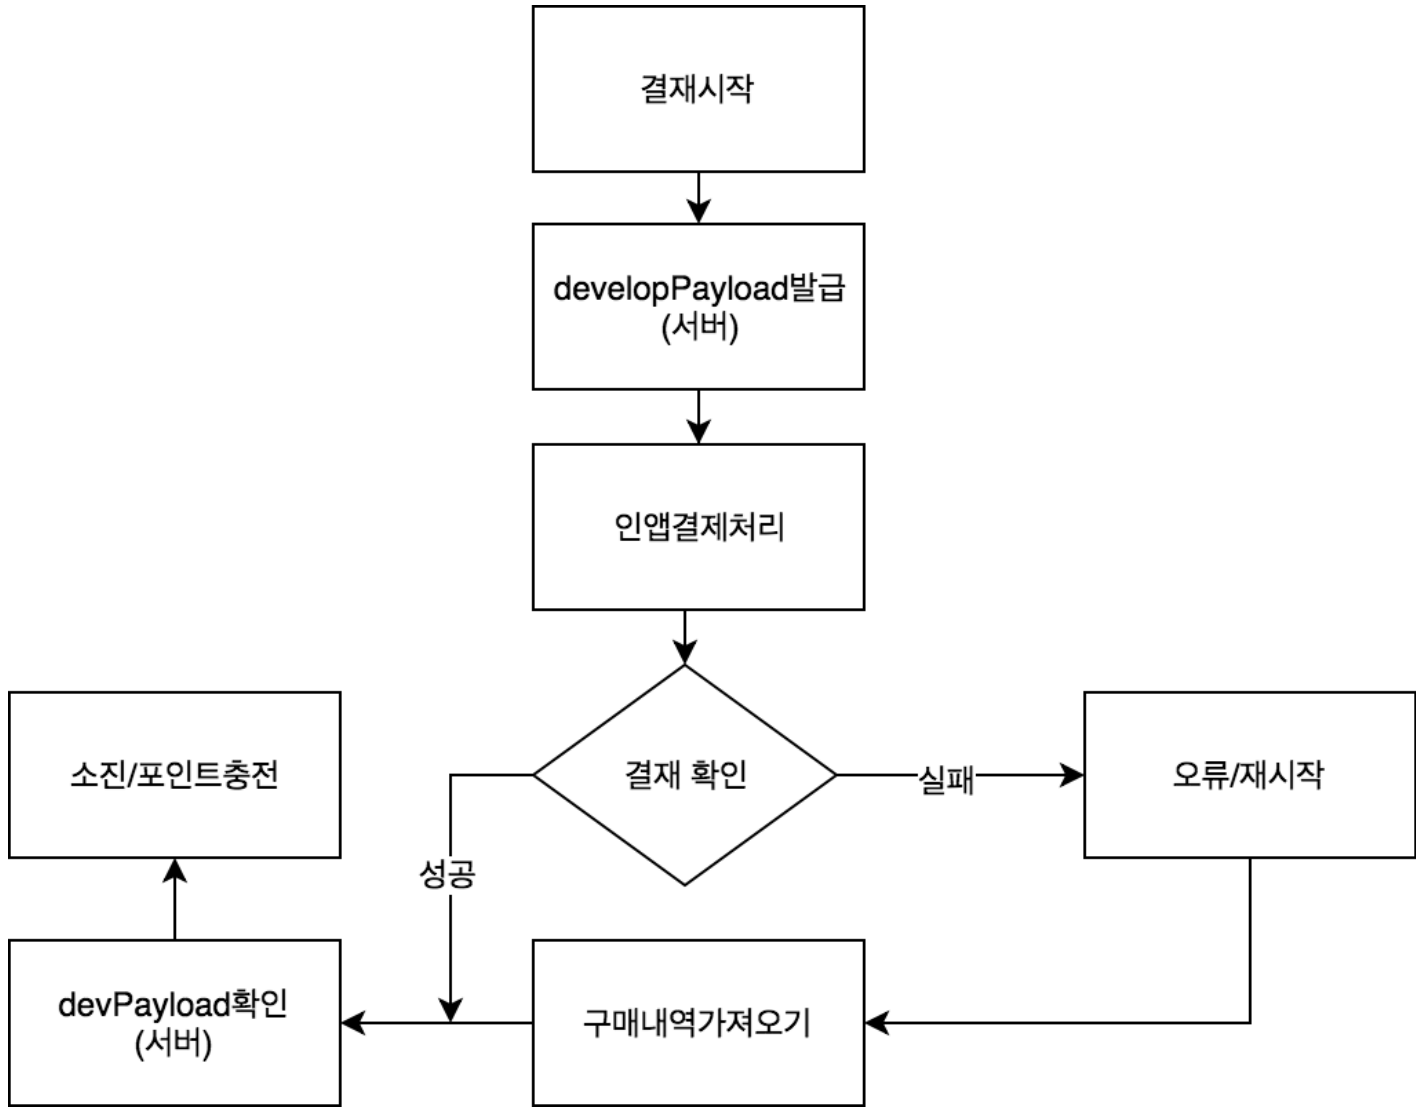 결재시작
developPayload발급
(서버)
인앱결제처리
결재 확인
소진/포인트충전
실패
오류/재시작
성공
devPayload확인
(서버)
구매내역가져오기